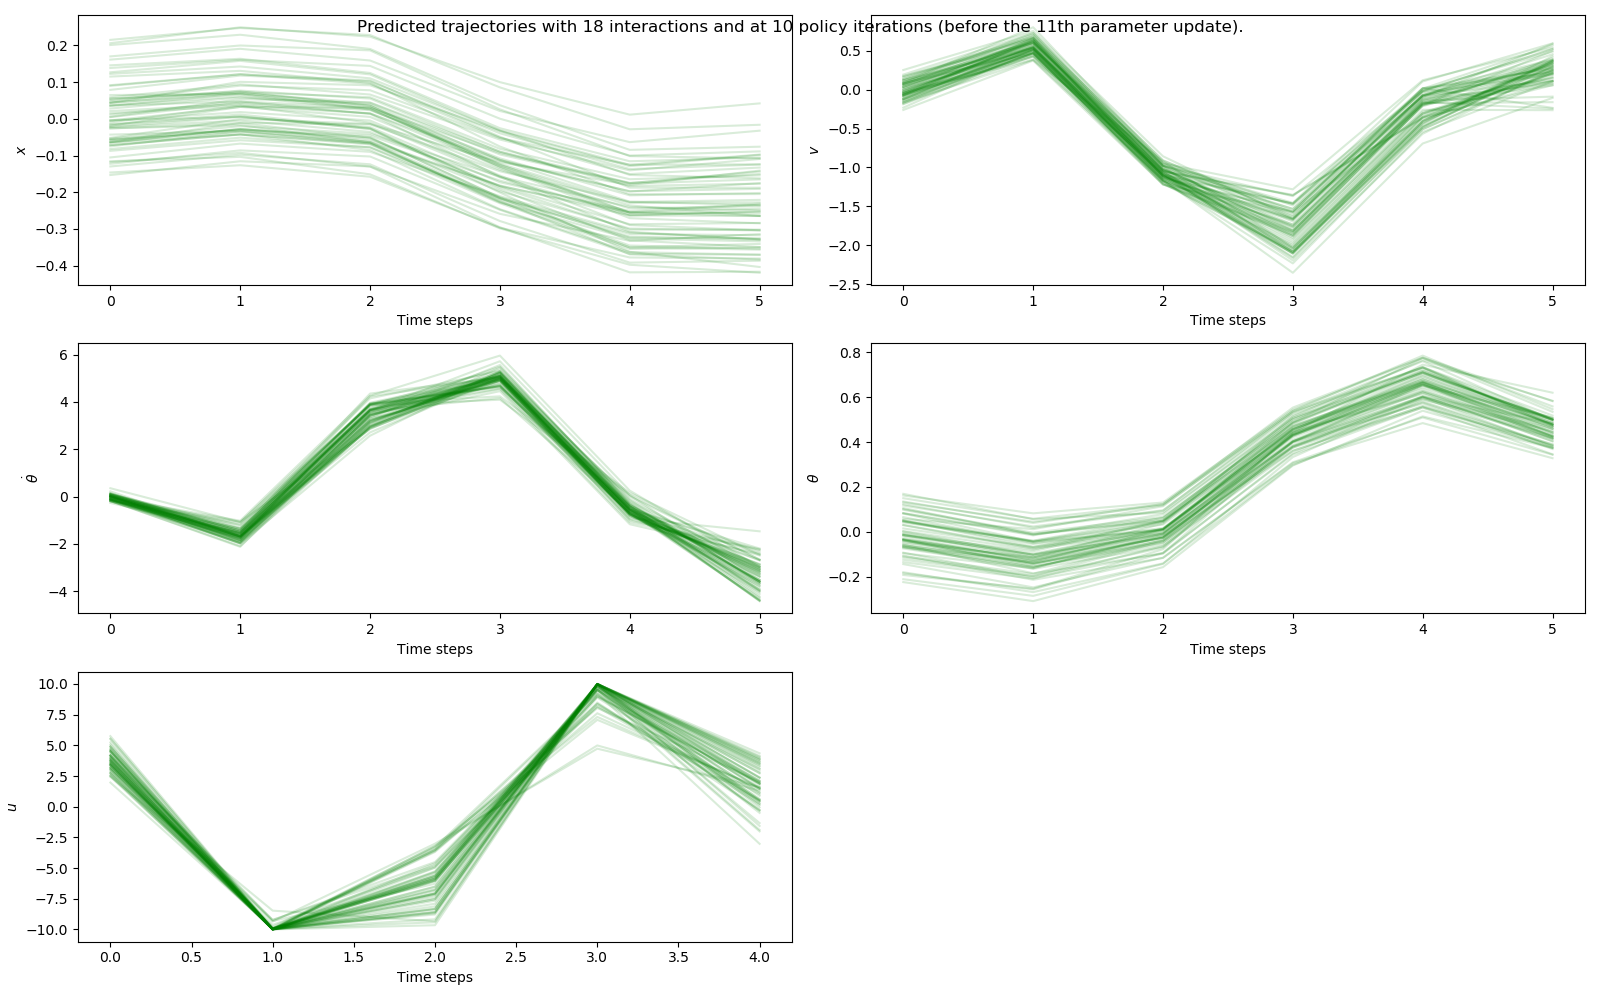 Predicted trajectories with 18 interactions and at 10 policy iterations (before the 11th parameter update).
0.2
0.1
0.0
−0.1
−0.2
−0.3
−0.4
x
0 1 2 3 4 5
Time steps
0.5
0.0
−0.5
−1.0
−1.5
−2.0
−2.5
v
0 1 2 3 4 5
Time steps
6
4
2
0
−2
−4
θ̇
0 1 2 3 4 5
Time steps
0.8
0.6
0.4
0.2
0.0
−0.2
θ
0 1 2 3 4 5
Time steps
10.0
7.5
5.0
2.5
0.0
−2.5
−5.0
−7.5
−10.0
u
0.0 0.5 1.0 1.5 2.0 2.5 3.0 3.5 4.0
Time steps